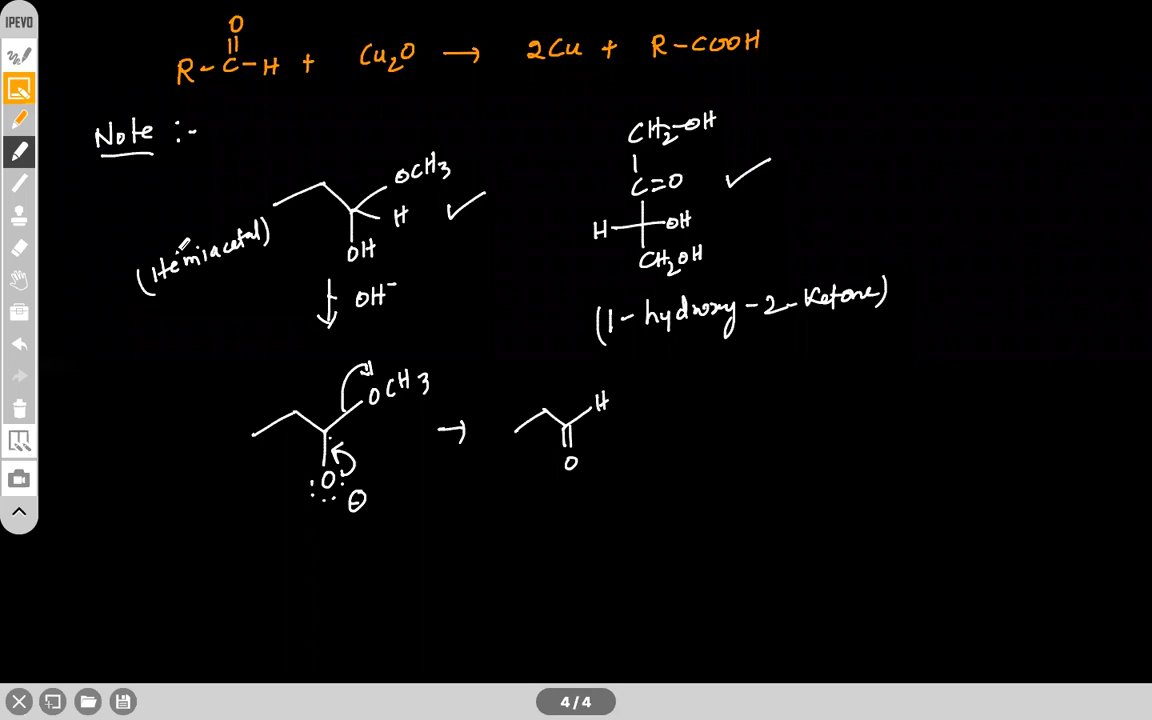 IPEVO
O
R-C-H + Cu2O → 2Cu + R-COOH
Note :-
OCH3
H
OH
(Hemiacetal)
OH⁻
CH2-OH
C=O
H OH
CH2OH
(1-hydroxy-2-Ketone)
OCH3
O
⊖
→
H
O
4/4